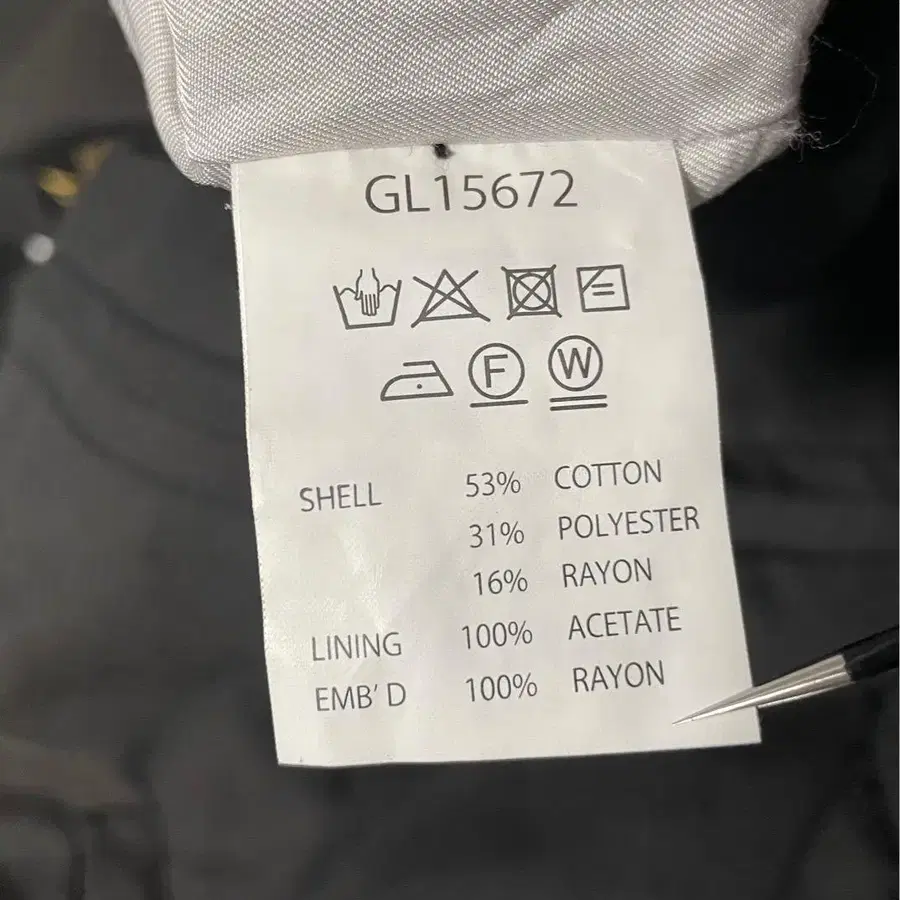 GL15672
F W
SHELL 53% COTTON
31% POLYESTER
16% RAYON
LINING 100% ACETATE
EMB' D 100% RAYON